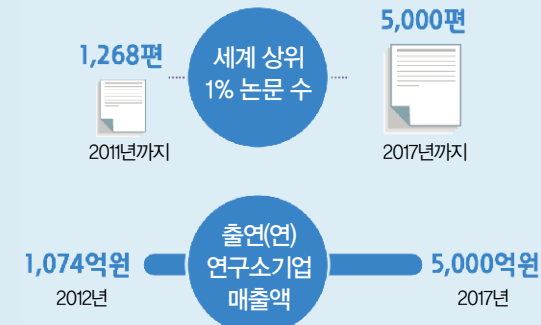 1,268편
세계 상위
1% 논문 수
5,000편
2011년까지
2017년까지
1,074억원
2012년
출연(연)
연구소기업
매출액
5,000억원
2017년